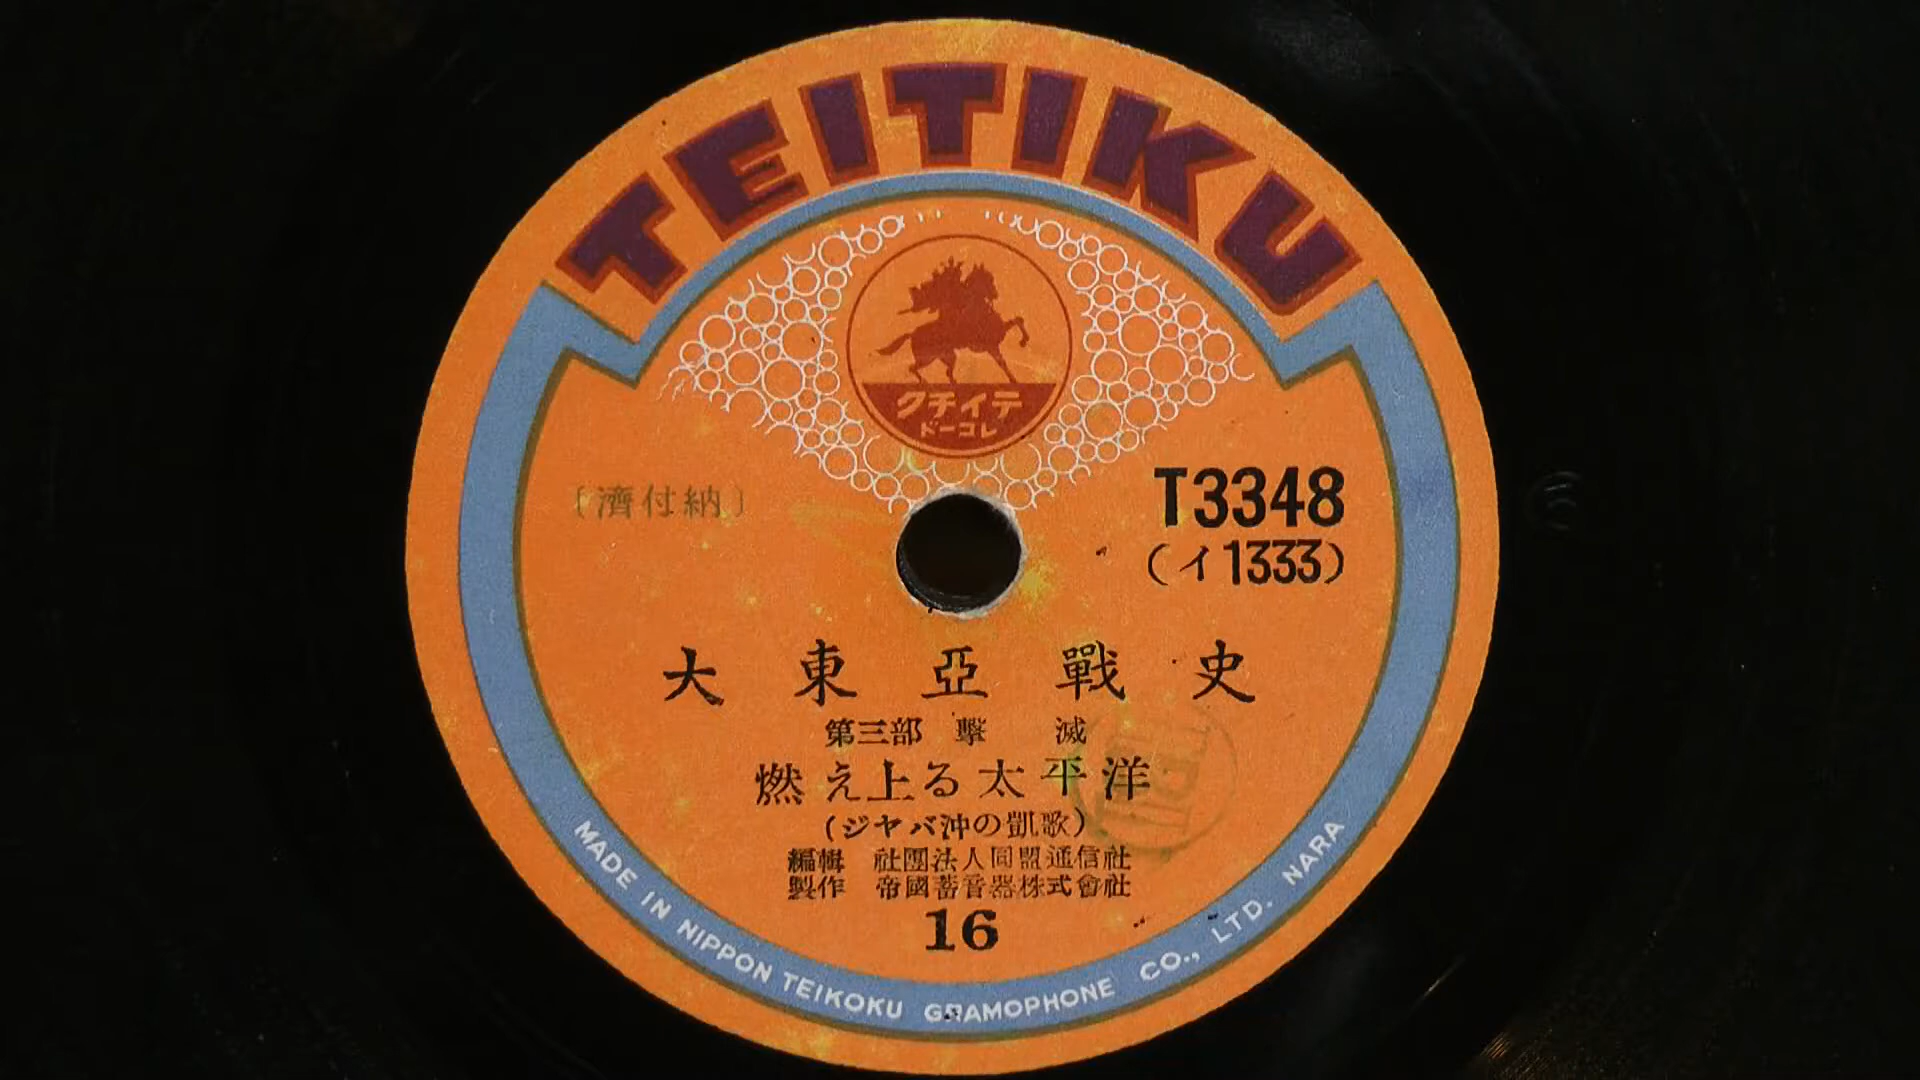 TEITIKU
クチイテ
ドーコレ
〔濟付納〕
T3348
(イ1333)
大東亞戰史
第三部 擊滅
燃え上る太平洋
(ジヤバ沖の凱歌)
編輯 社團法人同盟通信社
製作 帝國蓄音器株式會社
16
MADE IN NIPPON TEIKOKU GRAMOPHONE CO., LTD. NARA